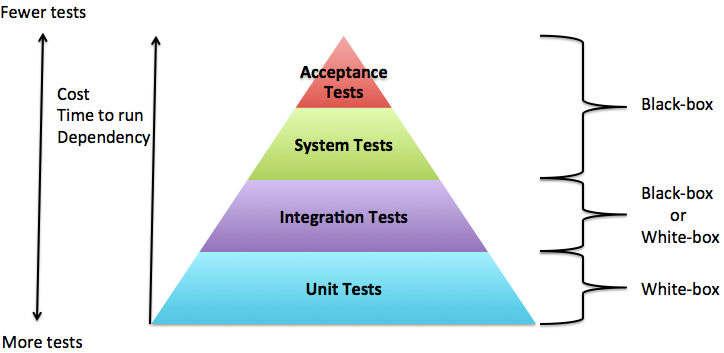 Fewer tests
Cost
Time to run
Dependency
Acceptance
Tests
System Tests
Integration Tests
Unit Tests
Black-box
Black-box
or
White-box
White-box
More tests